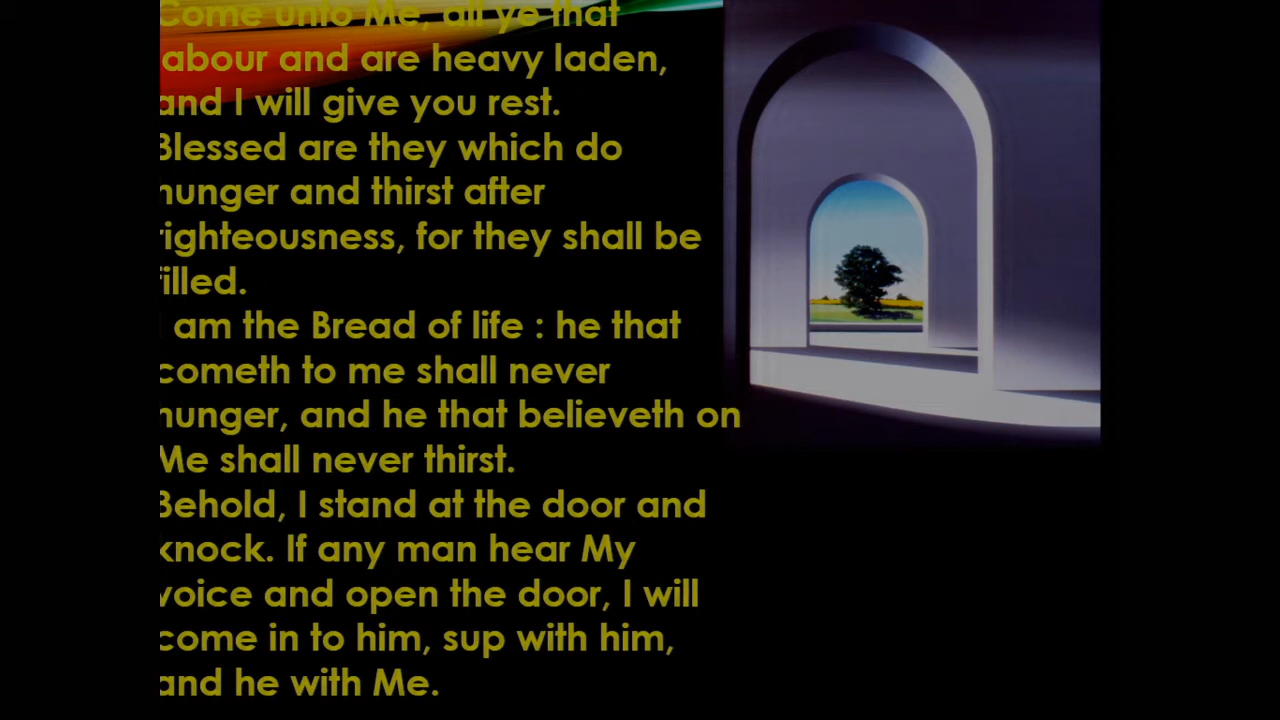 Come unto Me, all ye that
labour and are heavy laden,
and I will give you rest.
Blessed are they which do
hunger and thirst after
righteousness, for they shall be
filled.
I am the Bread of life : he that
cometh to me shall never
hunger, and he that believeth on
Me shall never thirst.
Behold, I stand at the door and
knock. If any man hear My
voice and open the door, I will
come in to him, sup with him,
and he with Me.